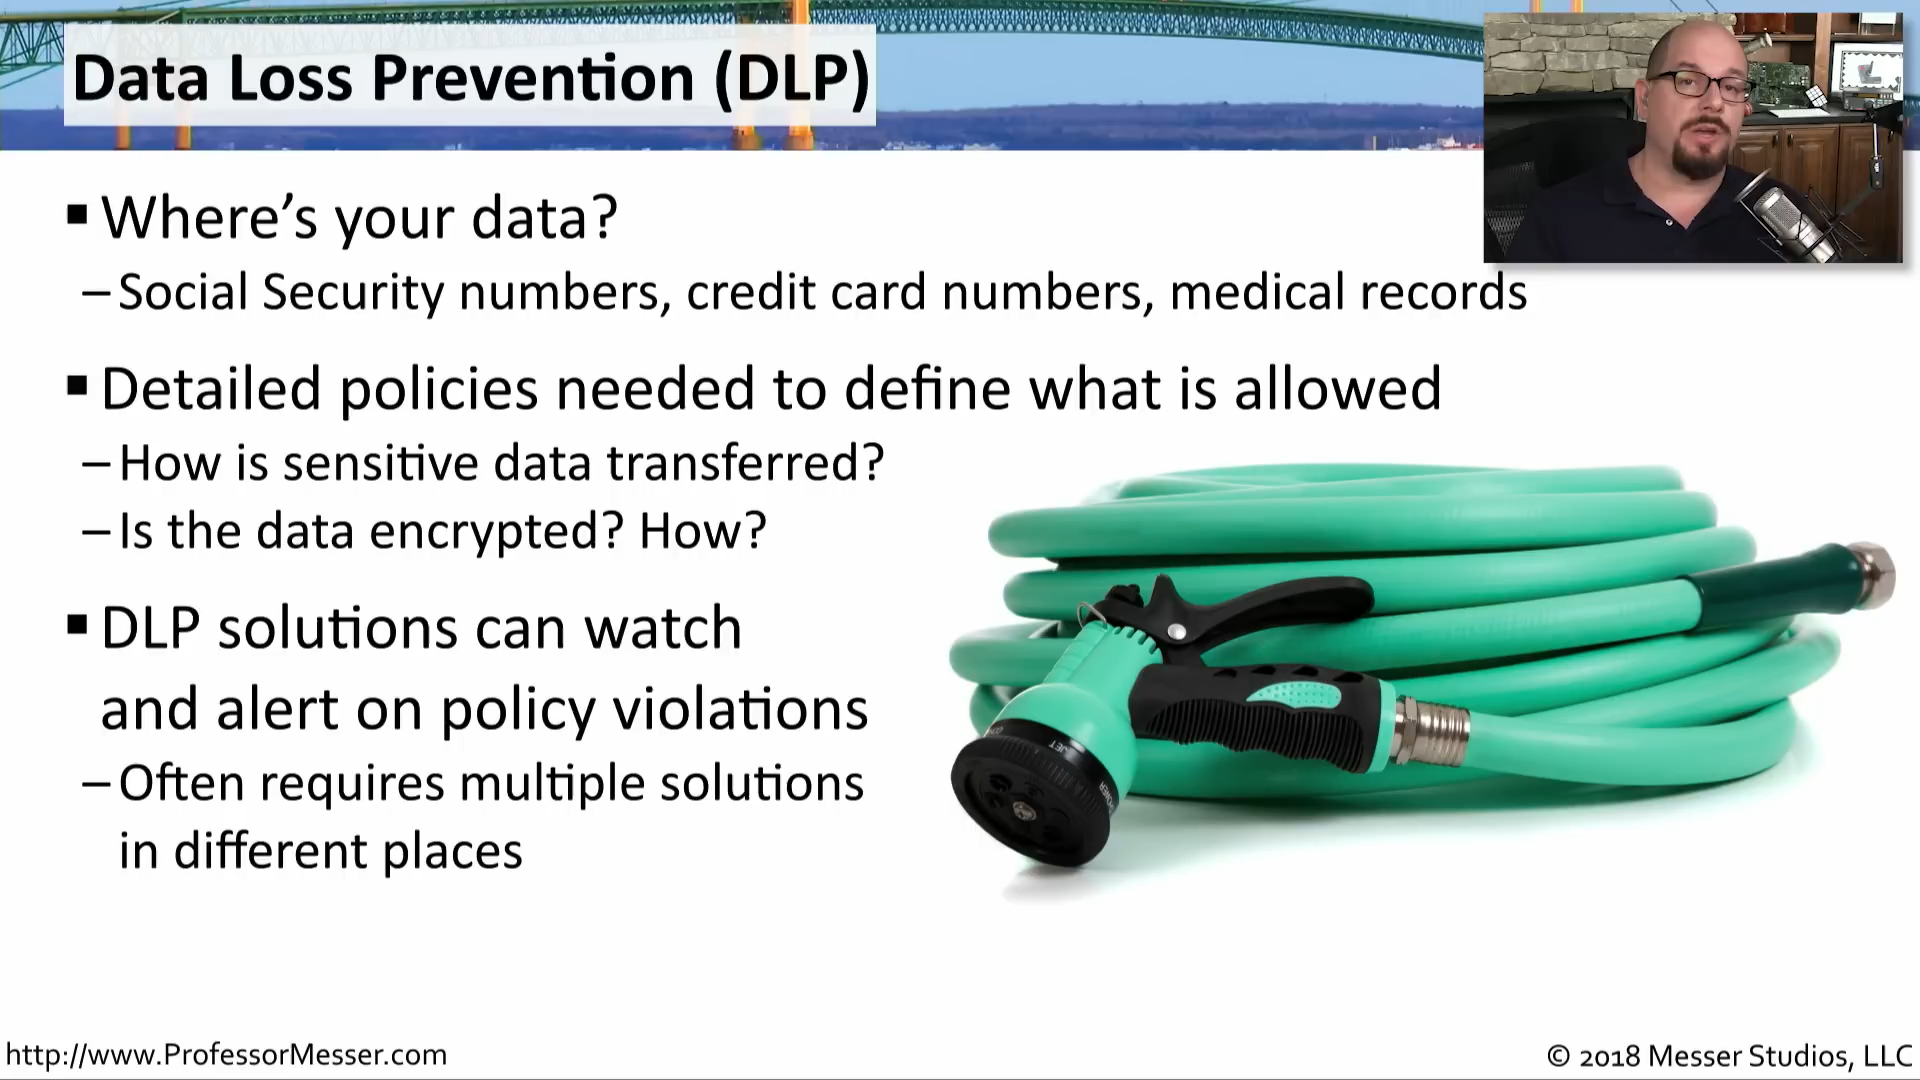 Data Loss Prevention (DLP)
▪ Where’s your data?
– Social Security numbers, credit card numbers, medical records
▪ Detailed policies needed to define what is allowed
– How is sensitive data transferred?
– Is the data encrypted? How?
▪ DLP solutions can watch
and alert on policy violations
– Often requires multiple solutions
in different places
JET
POWER
http://www.ProfessorMesser.com
© 2018 Messer Studios, LLC